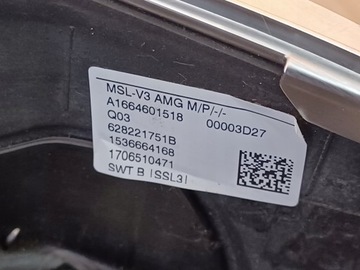 MSL-V3 AMG M/P/-/-
A1664601518 00003D27
Q03
628221751B
1536664168
1706510471
SWT B |SSL3|